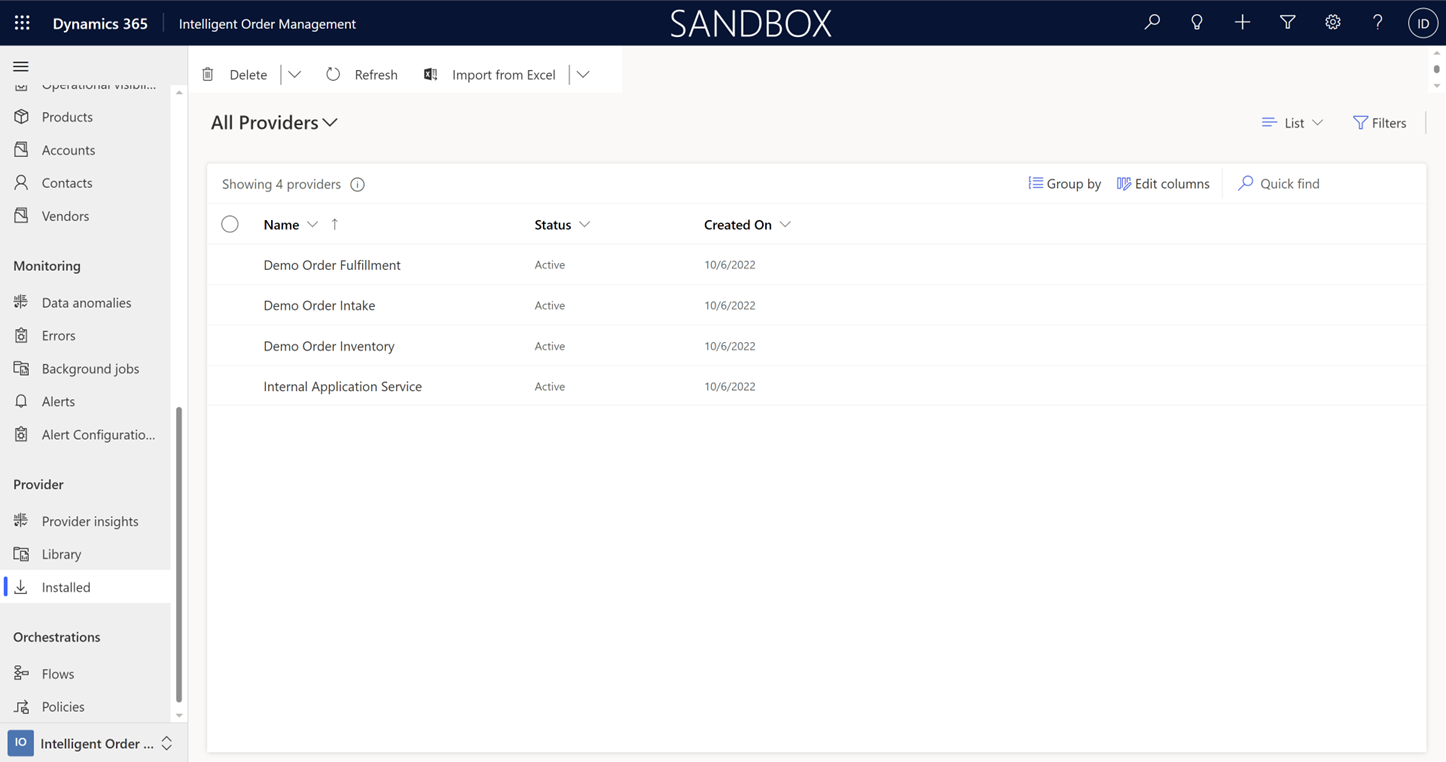 Dynamics 365
Intelligent Order Management
SANDBOX
?
ID
Operational visibili...
Products
Accounts
Contacts
Vendors
Monitoring
Data anomalies
Errors
Background jobs
Alerts
Alert Configuratio...
Provider
Provider insights
Library
Installed
Orchestrations
Flows
Policies
IO Intelligent Order ...
Delete
Refresh
Import from Excel
All Providers
List
Filters
Showing 4 providers
Group by
Edit columns
Quick find
Name ↑ Status Created On
Demo Order Fulfillment Active 10/6/2022
Demo Order Intake Active 10/6/2022
Demo Order Inventory Active 10/6/2022
Internal Application Service Active 10/6/2022